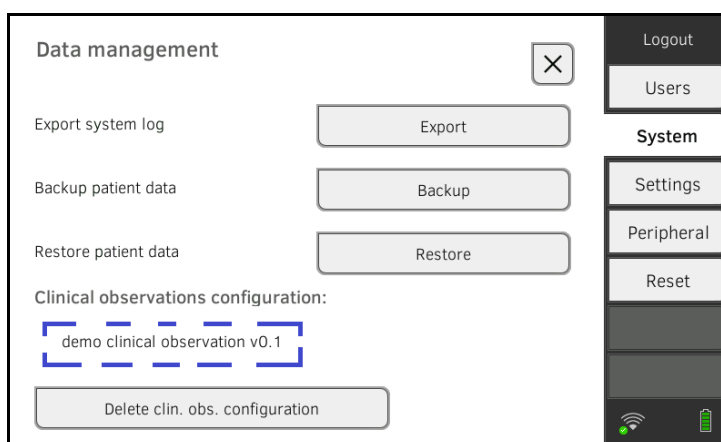 Data management
Export system log
Export
Backup patient data
Backup
Restore patient data
Restore
Clinical observations configuration:
demo clinical observation v0.1
Delete clin. obs. configuration
Logout
Users
System
Settings
Peripheral
Reset